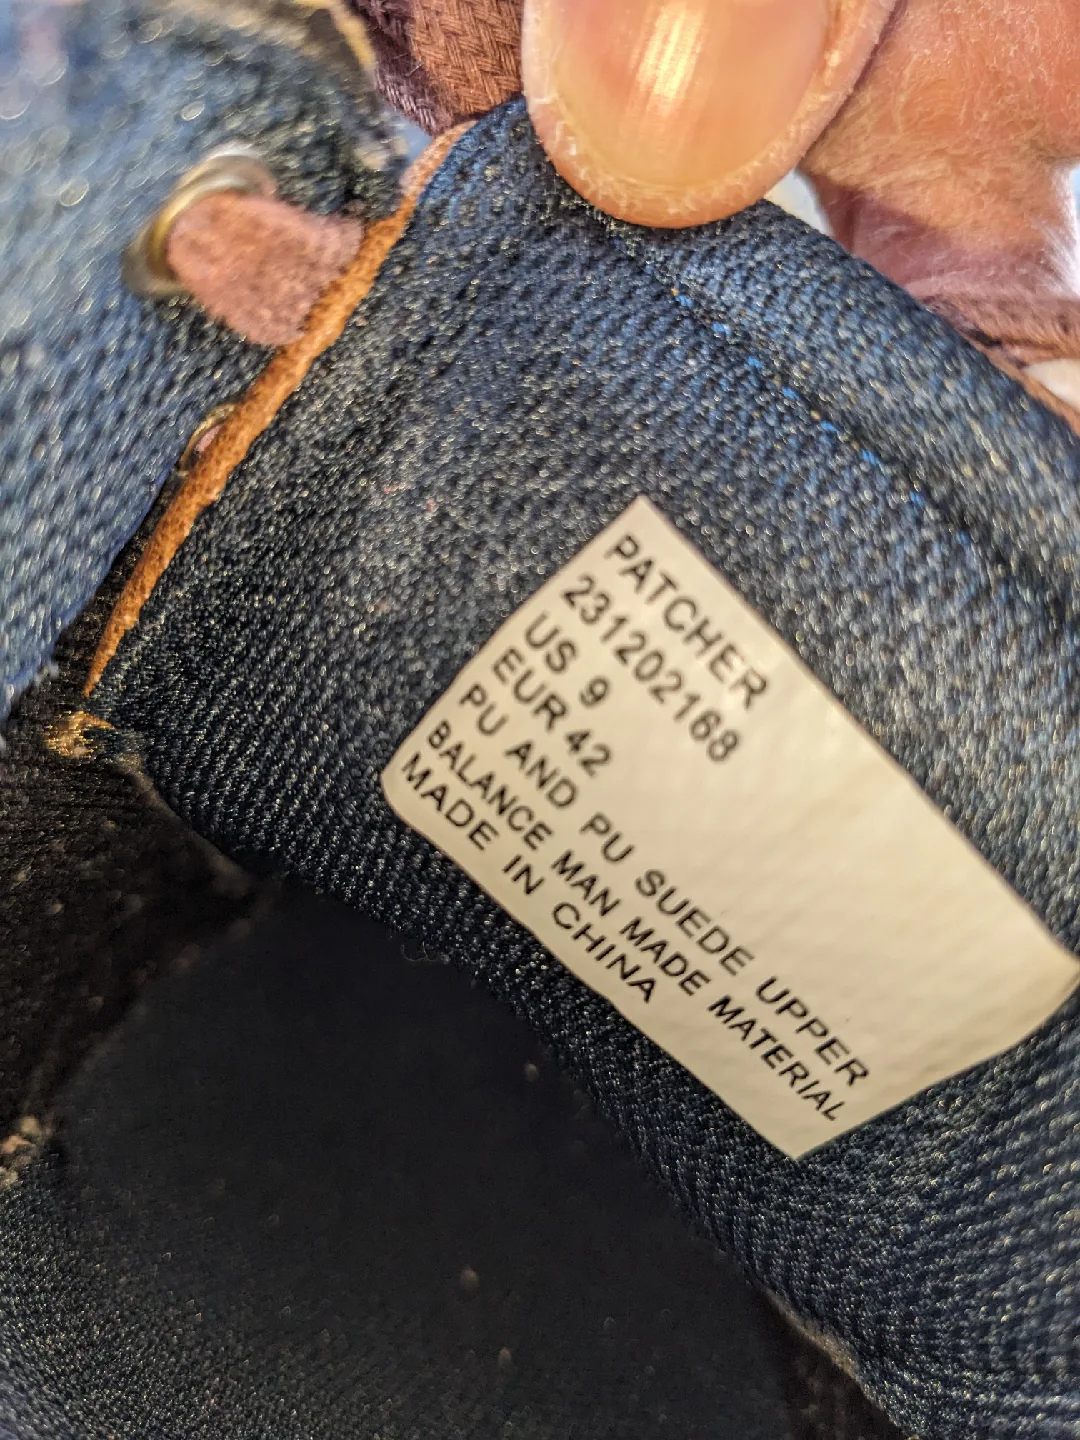 PATCHER
231202168
US 9
EUR 42
PU AND PU SUEDE UPPER
BALANCE MAN MADE MATERIAL
MADE IN CHINA